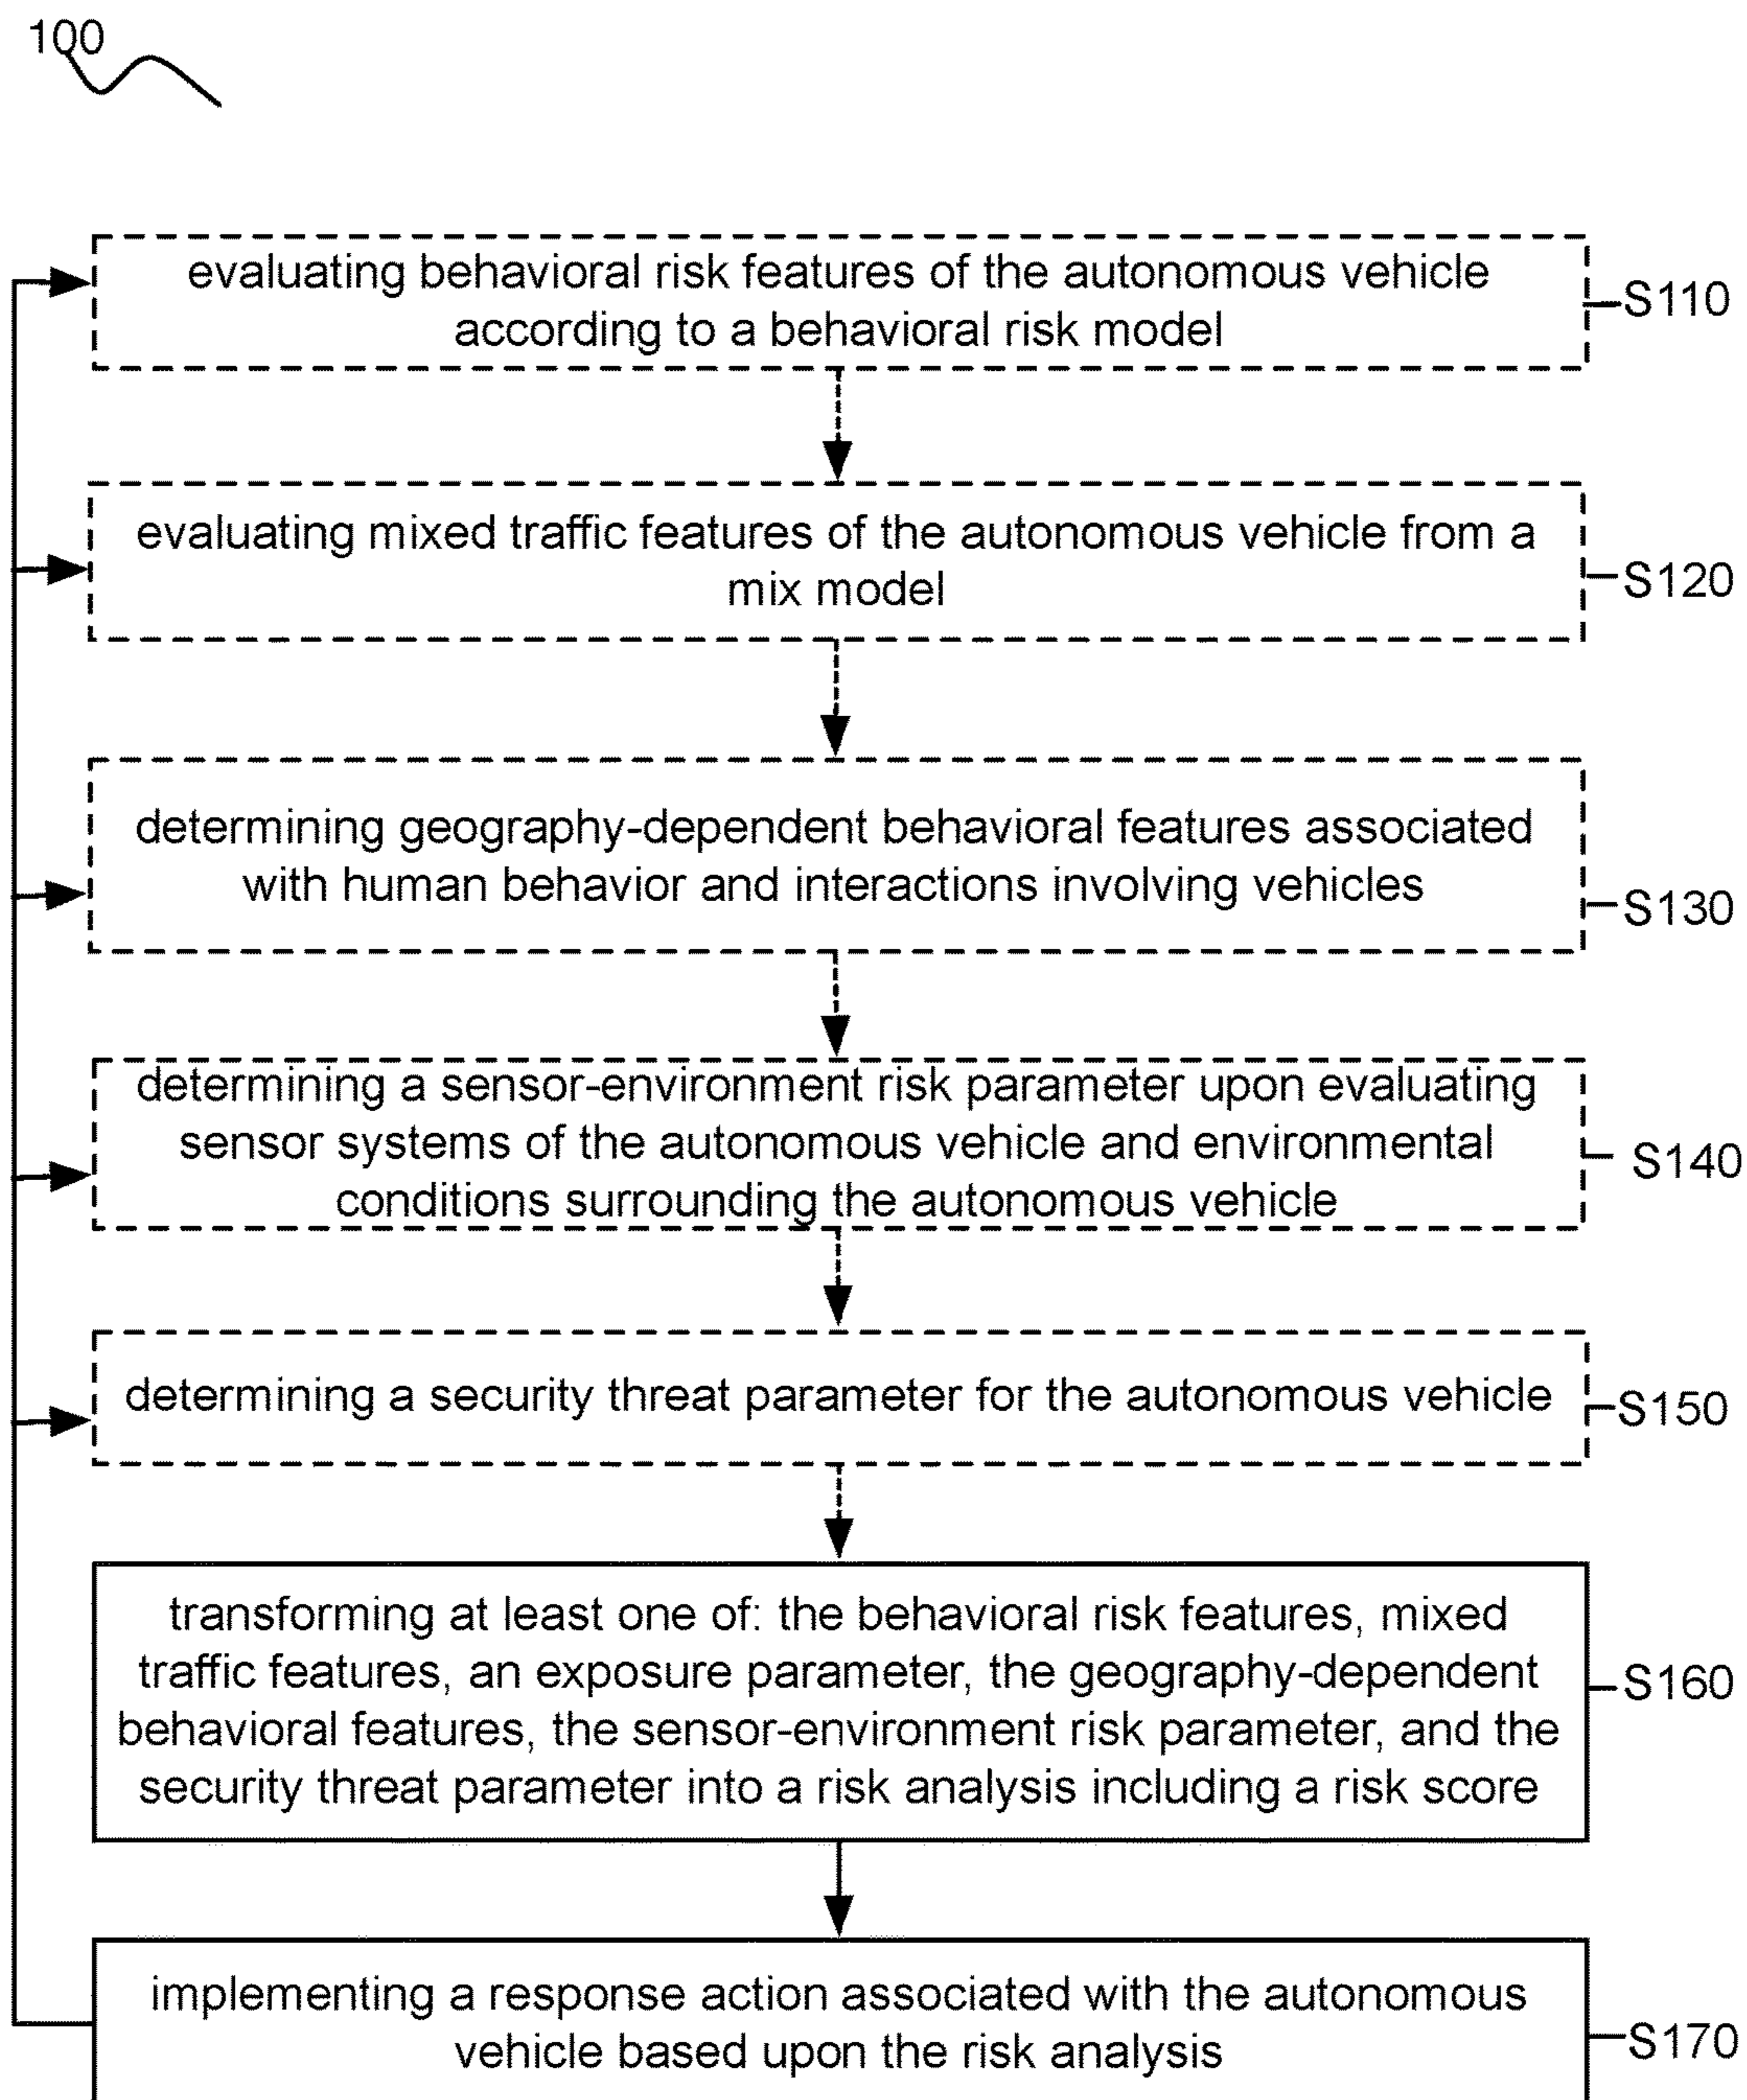 100
evaluating behavioral risk features of the autonomous vehicle
according to a behavioral risk model
S110
evaluating mixed traffic features of the autonomous vehicle from a
mix model
S120
determining geography-dependent behavioral features associated
with human behavior and interactions involving vehicles
S130
determining a sensor-environment risk parameter upon evaluating
sensor systems of the autonomous vehicle and environmental
conditions surrounding the autonomous vehicle
S140
determining a security threat parameter for the autonomous vehicle
S150
transforming at least one of: the behavioral risk features, mixed
traffic features, an exposure parameter, the geography-dependent
behavioral features, the sensor-environment risk parameter, and the
security threat parameter into a risk analysis including a risk score
S160
implementing a response action associated with the autonomous
vehicle based upon the risk analysis
S170